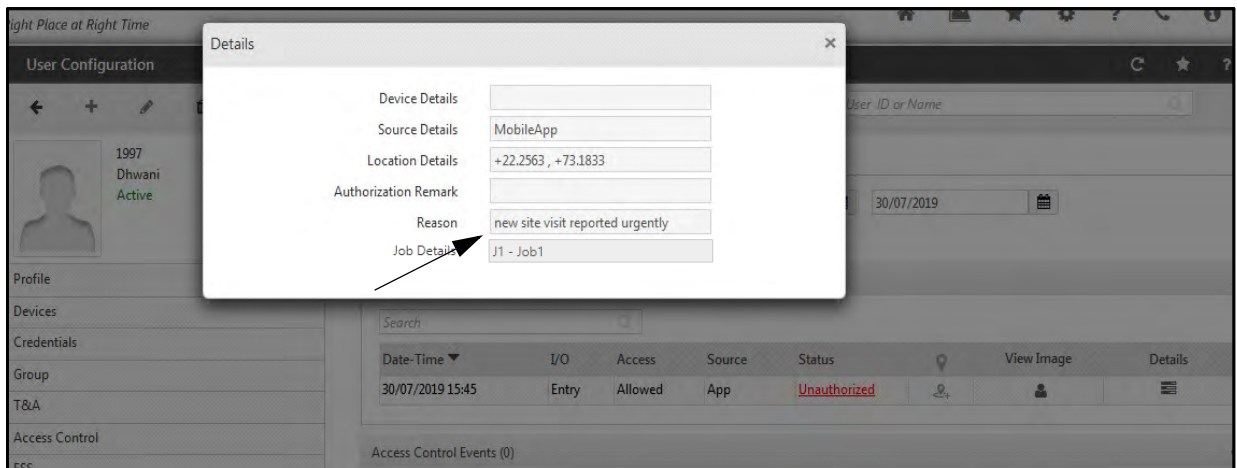 ight Place at Right Time
Details
User Configuration
Device Details
User ID or Name
Source Details MobileApp
1997
Location Details +22.2563 , +73.1833
Dhwani
Active
Authorization Remark
30/07/2019
Reason new site visit reported urgently
Job Details J1 - Job1
Profile
Devices
Search
Credentials
Date-Time I/O Access Source Status View Image Details
Group
30/07/2019 15:45 Entry Allowed App Unauthorized
T&A
Access Control
Access Control Events (0)
ESS